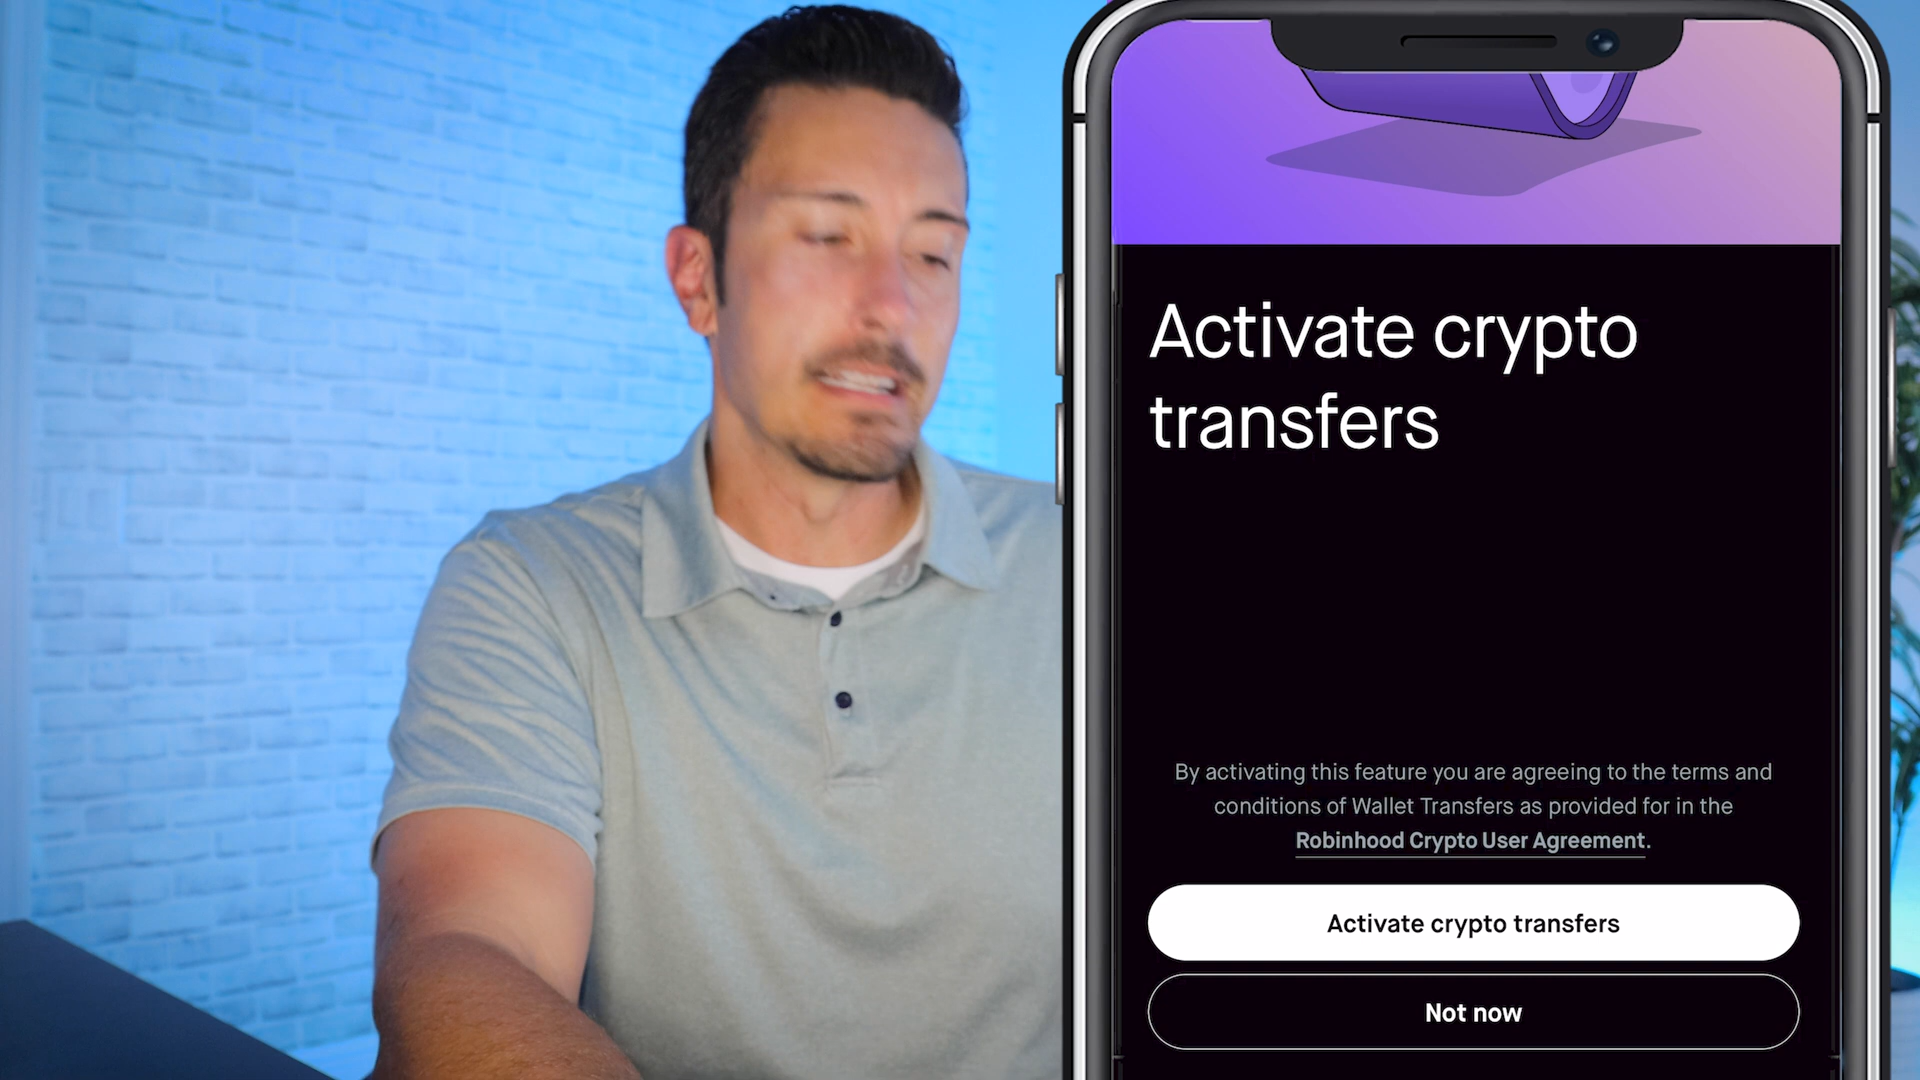 Activate crypto
transfers
By activating this feature you are agreeing to the terms and
conditions of Wallet Transfers as provided for in the
Robinhood Crypto User Agreement.
Activate crypto transfers
Not now